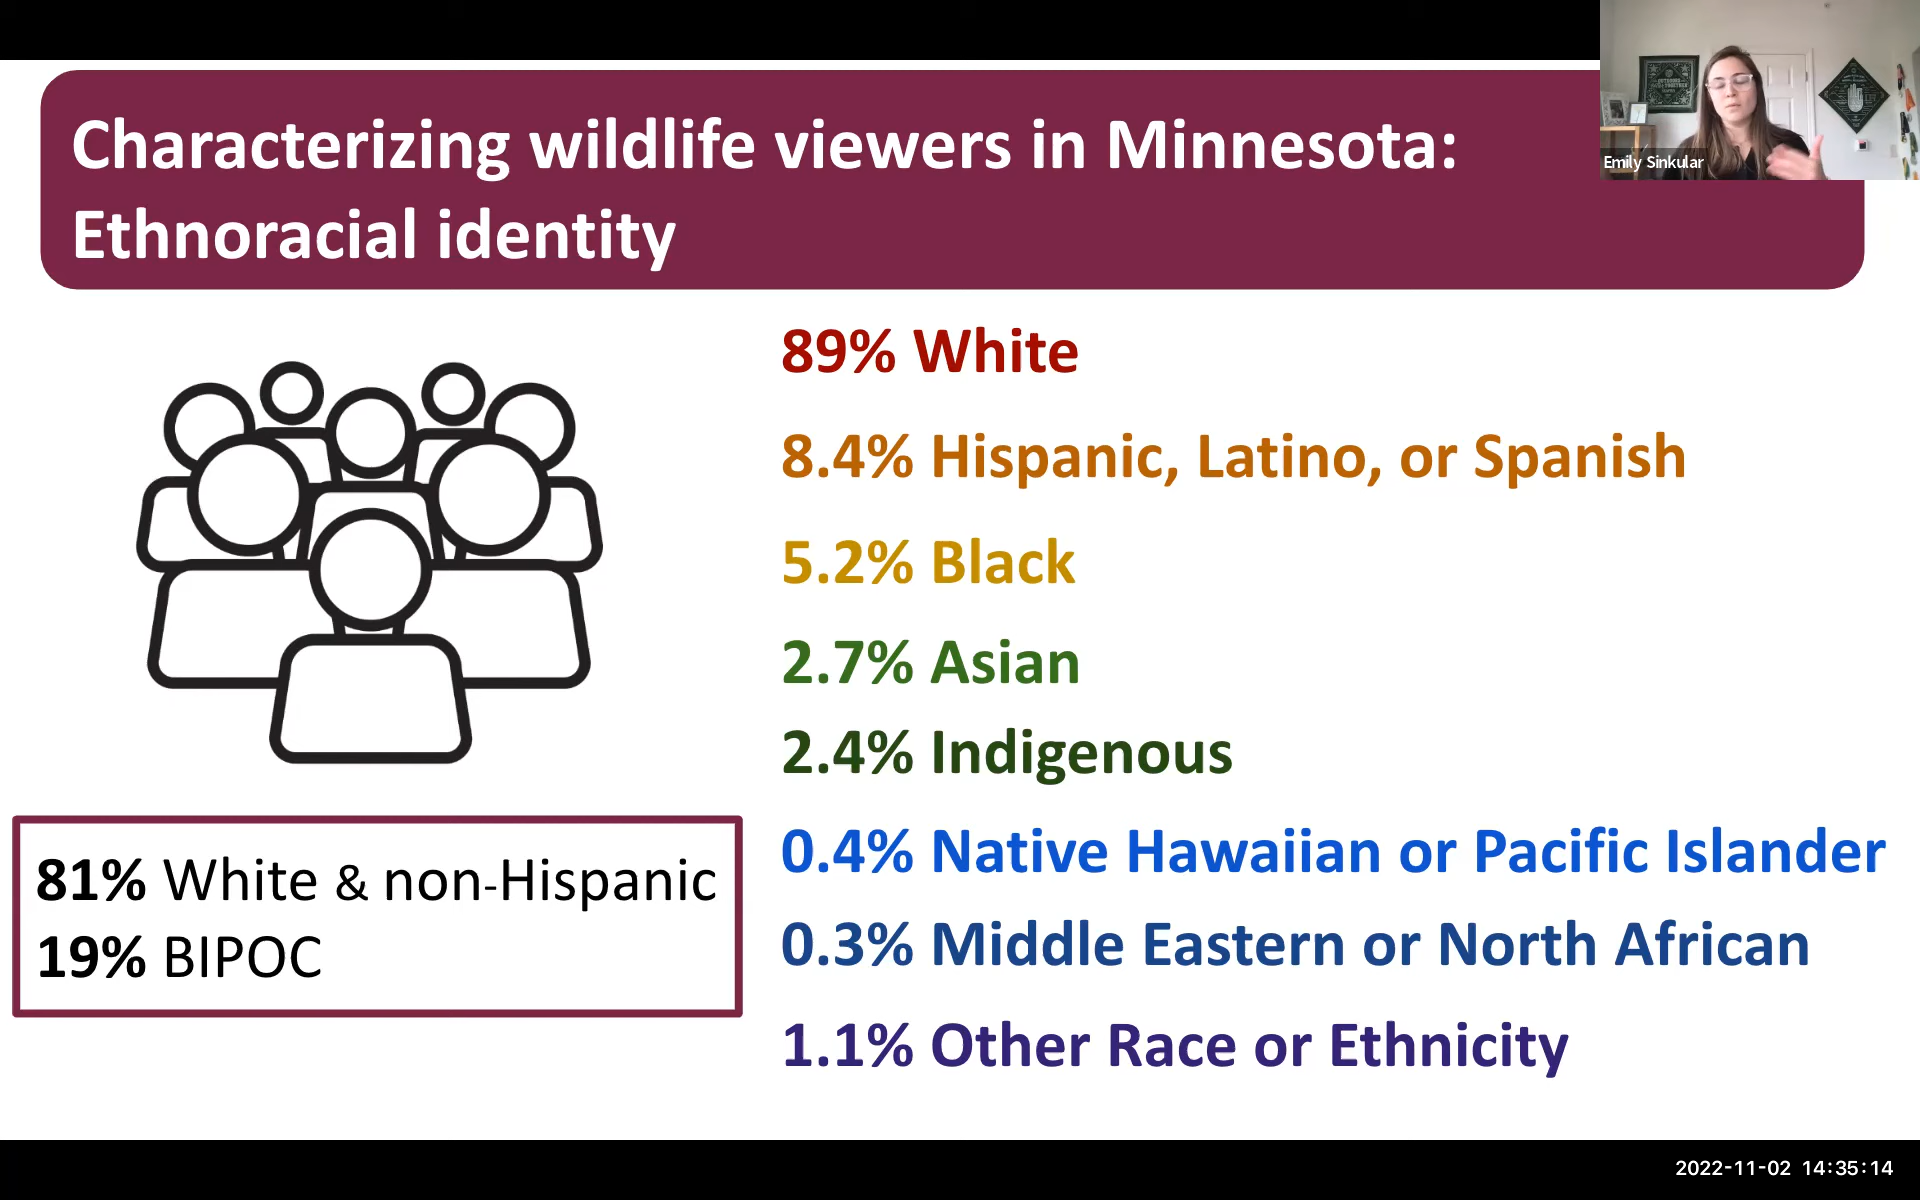 Characterizing wildlife viewers in Minnesota:
Ethnoracial identity
Emily Sinkular
89% White
8.4% Hispanic, Latino, or Spanish
5.2% Black
2.7% Asian
2.4% Indigenous
0.4% Native Hawaiian or Pacific Islander
0.3% Middle Eastern or North African
1.1% Other Race or Ethnicity
81% White & non-Hispanic
19% BIPOC
2022-11-02 14:35:14